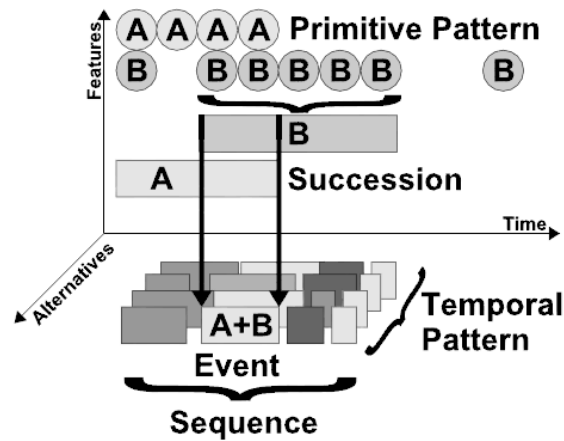 A A A A Primitive Pattern
B B B B B B B
Features
B
A Succession
Time
Alternatives
A+B
Temporal
Pattern
Event
Sequence